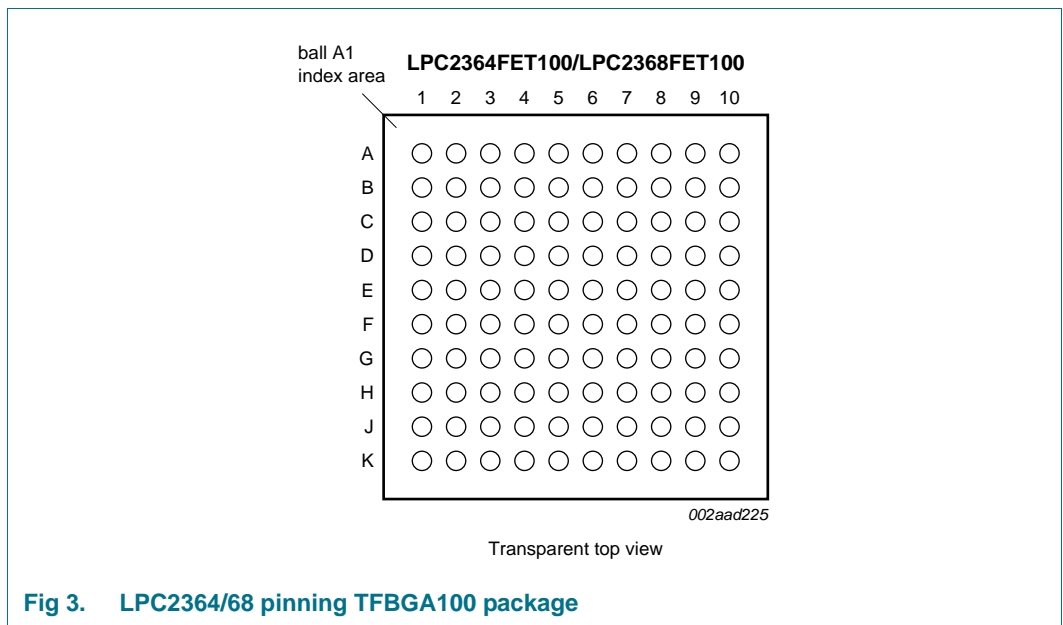 ball A1
index area
LPC2364FET100/LPC2368FET100
1 2 3 4 5 6 7 8 9 10
A
B
C
D
E
F
G
H
J
K
002aad225
Transparent top view
Fig 3. LPC2364/68 pinning TFBGA100 package